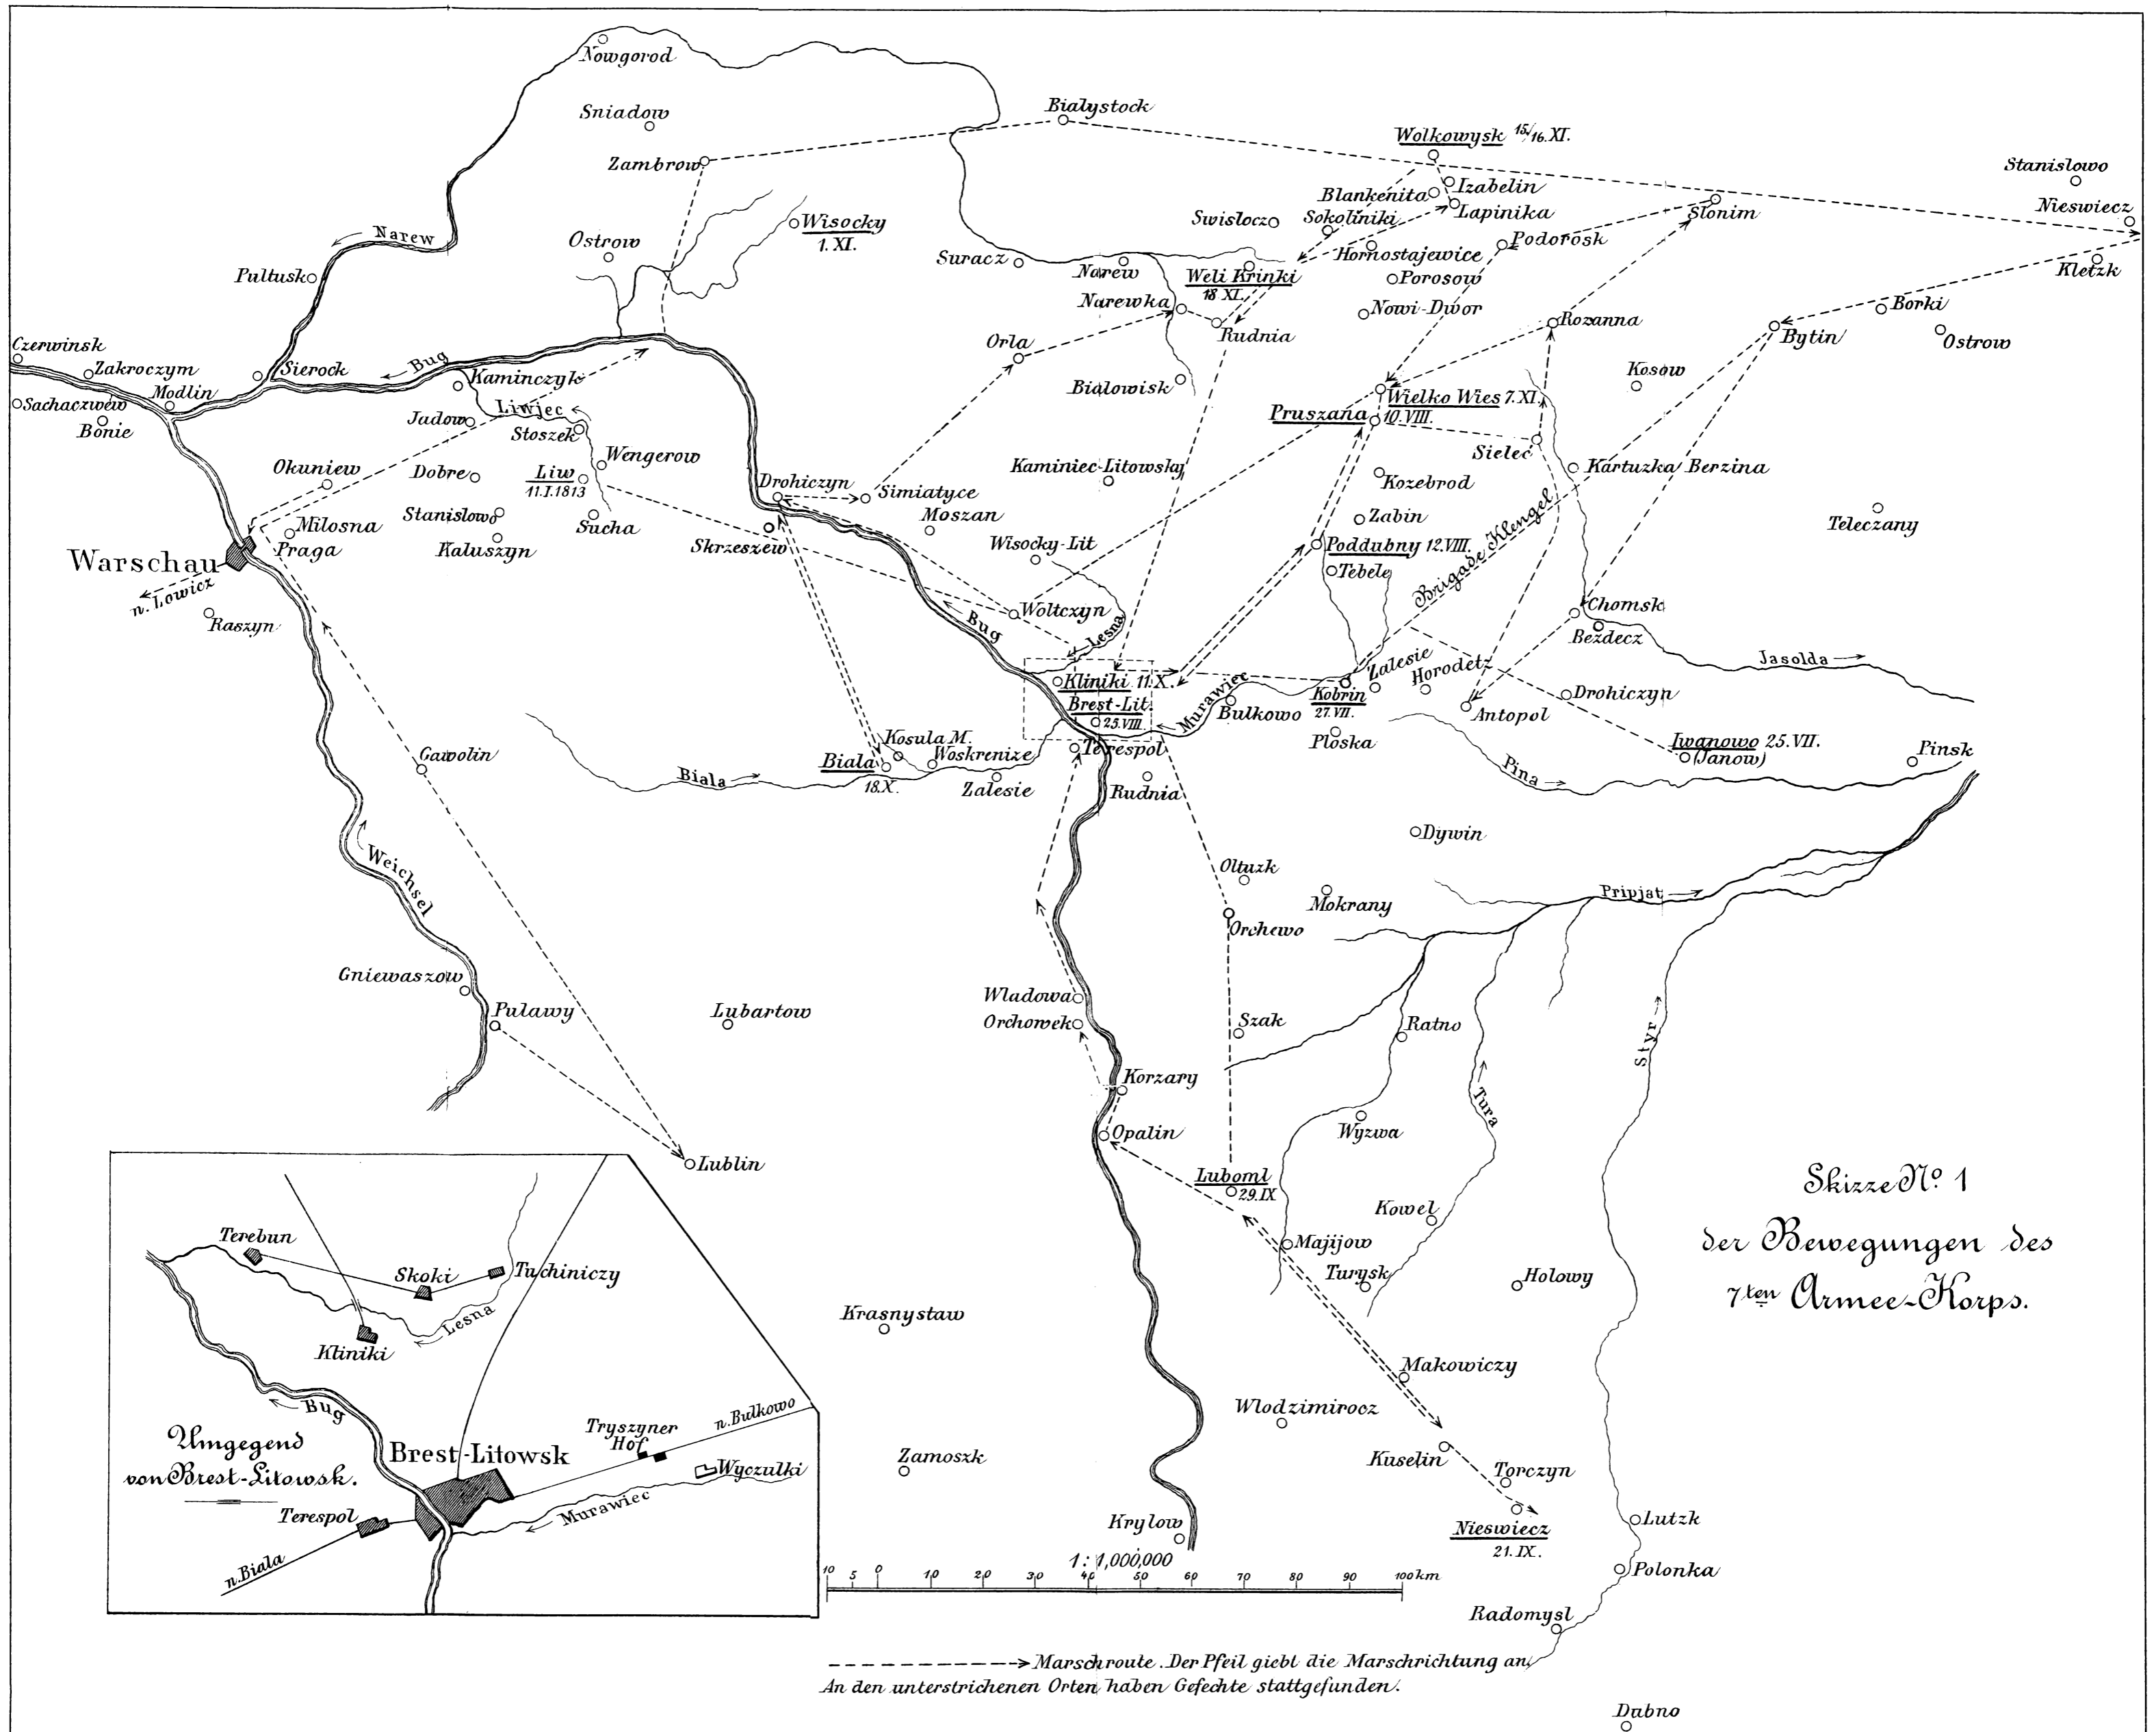 Nowgorod
Sniadow
Bialystock
Wolkowysk 15/16.XI.
Zambrow
Stanislowo
Blankenita
Izabelin
Lapinika
Swislocz
Sokoliniki
Slonim
Nieswiecz
Wisocky
1. XI.
Narew
Ostrow
Podorosk
Hornostajewice
Suracz
Narew
Weli Krinki
18 XI.
Porosow
Kletzk
Pultusk
Narewka
Nowi-Dwor
Borki
Rudnia
Rozanna
Bytin
Ostrow
Czerwinsk
Zakroczym
Modlin
Sierock
Bug
Kaminczyk
Orla
Bialowisk
Kosow
Sachaczwew
Bonie
Liwjec
Jadow
Stoszek
Wielko Wies 7.XI.
Pruszana 10.VIII.
Sielec
Okuniew
Dobre
Wengerow
Liw
11.I.1813
Kaminiec-Litowsky
Kartuzka Berzina
Kozebrod
Drohiczyn
Simiatyce
Moszan
Milosna
Praga
Stanislowo
Kaluszyn
Sucha
Skrzeszew
Wisocky-Lit
Zabin
Teleczany
Warschau
n. Lowicz
Raszyn
Poddubny 12.VIII.
Tebele
Brigade Klengel
Woltczyn
Bug
Lesna
Chomsk
Bezdecz
Jasolda
Kliniki 11.X.
Brest-Lit.
25.VIII.
Murawiec
Bulkowo
Kobrin
27.VII.
Zalesie
Horodetz
Drohiczyn
Antopol
Ploska
Iwanowo 25.VII.
(Janow)
Pinsk
Pina
Gawolin
Kosula M.
Biala
18.X.
Woskrenize
Terespol
Biala
Zalesie
Rudnia
Dywin
Weichsel
Oltuzk
Mokrany
Pripjat
Orchewo
Gniewaszow
Pulawy
Lubartow
Wladowa
Orchowek
Szak
Ratno
Styr
Korzary
Tura
Opalin
Wyzwa
Lublin
Luboml
29.IX
Kowel
Majijow
Turysk
Holowy
Skizze No. 1
der Bewegungen des
7ten Armee-Korps.
Krasnystaw
Makowiczy
Wlodzimirocz
Zamoszk
Kuselin
Torczyn
Nieswiecz
21.IX.
Krylow
Lutzk
Polonka
Radomysl
Dubno
Terebun
Skoki
Tuchiniczy
Lesna
Kliniki
Bug
Umgegend
von Brest-Litowsk.
Brest-Litowsk
Tryszyner
Hof
n. Bulkowo
Wyczulki
Murawiec
Terespol
n. Biala
1:1,000,000
10 5 0 10 20 30 40 50 60 70 80 90 100 km
Marschroute. Der Pfeil giebt die Marschrichtung an,
An den unterstrichenen Orten haben Gefechte stattgefunden.